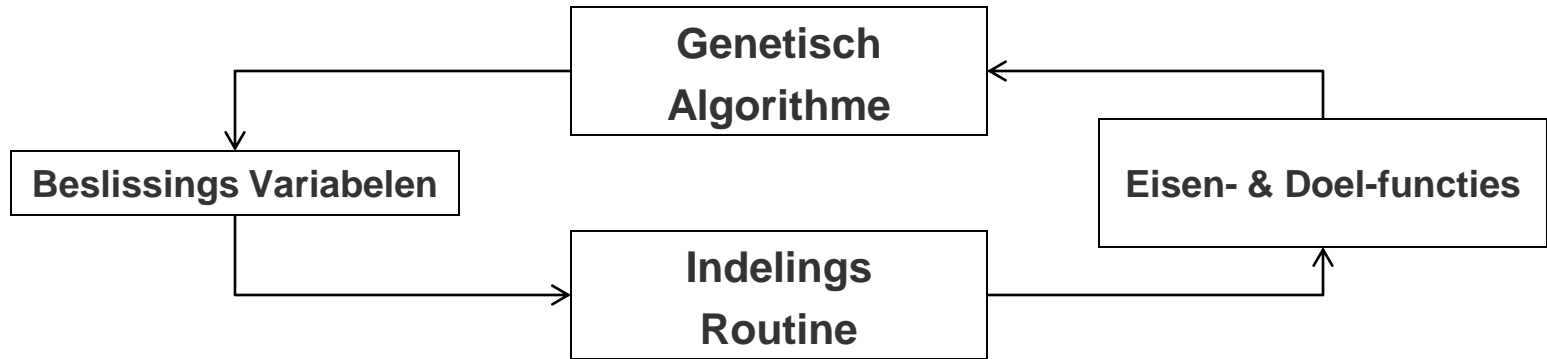 Genetisch
Algorithme
Beslissings Variabelen
Eisen- & Doel-functies
Indelings
Routine